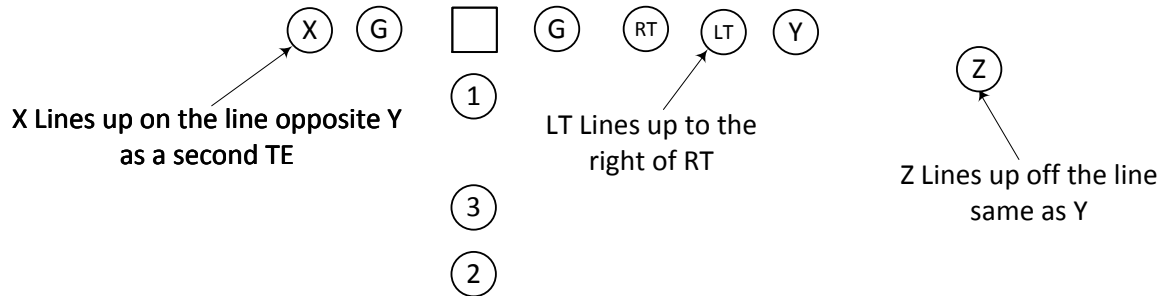 X G G RT LT Y
Z
1
X Lines up on the line opposite Y
as a second TE
LT Lines up to the
right of RT
Z Lines up off the line
same as Y
3
2